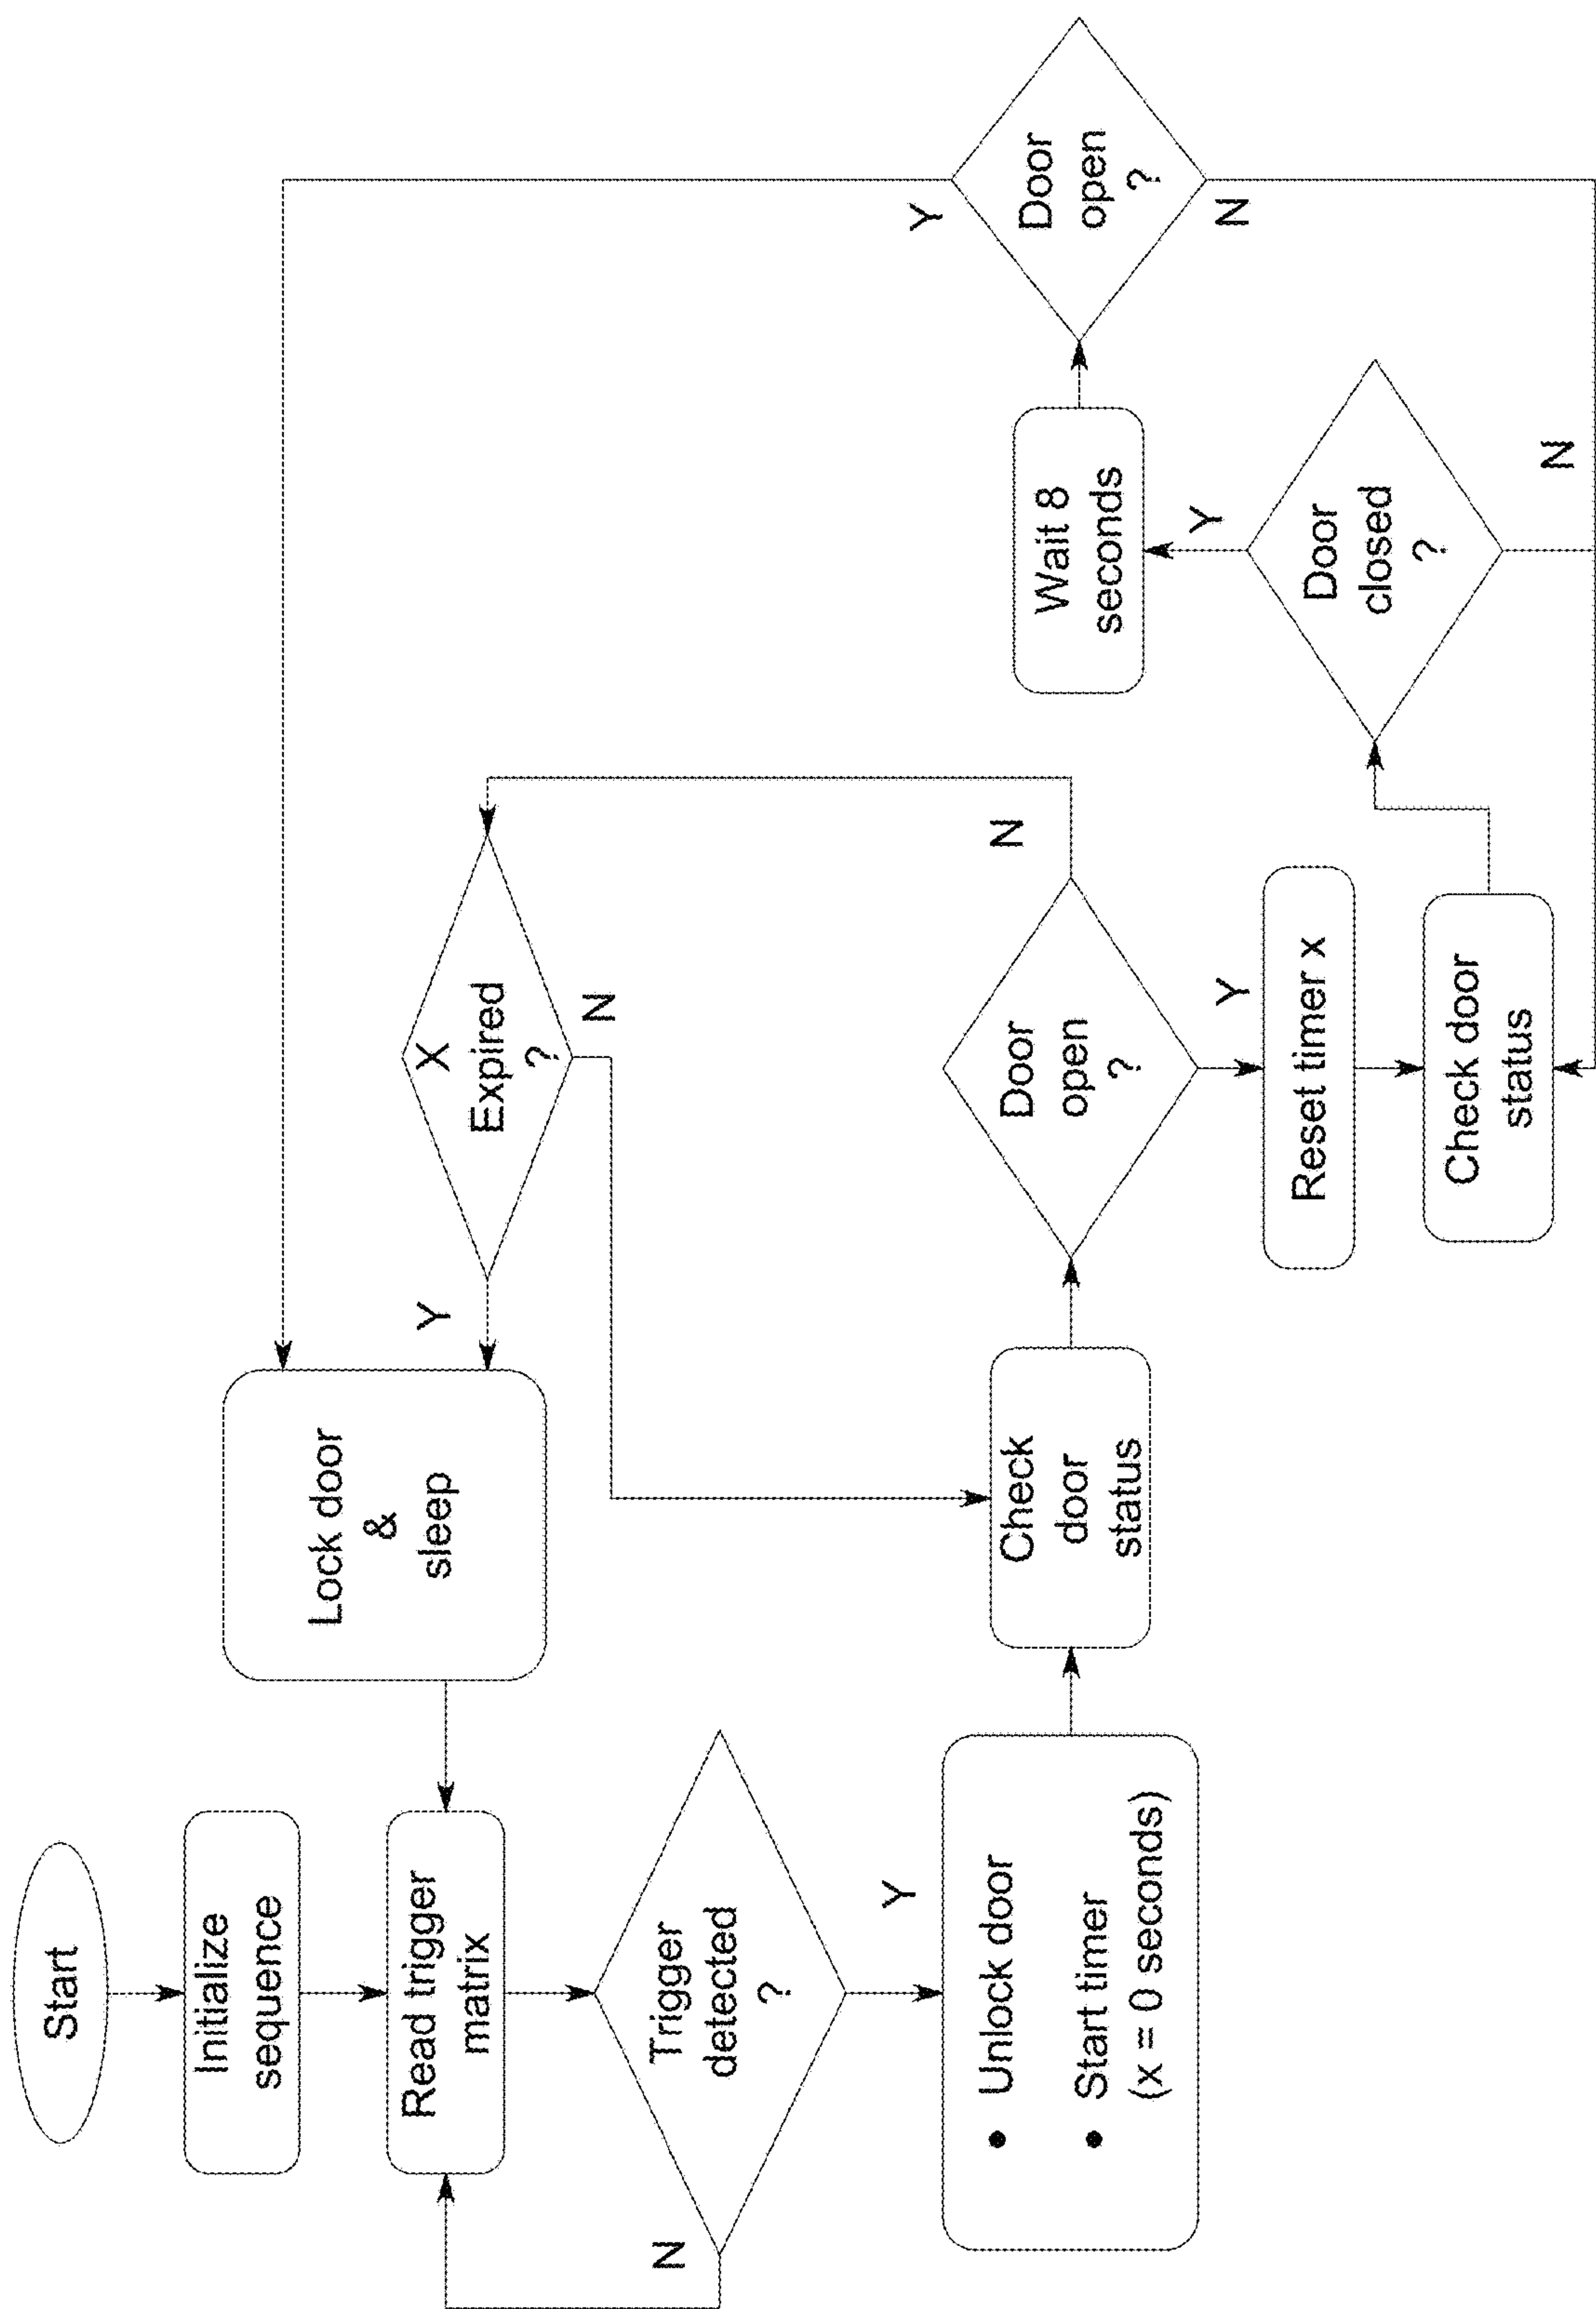 Start
Initialize
sequence
Read trigger
matrix
Trigger
detected
?
N
Y
• Unlock door
• Start timer
(x = 0 seconds)
Lock door
&
sleep
Check
door
status
Y
X
Expired
?
N
Door
open
?
N
Y
Reset timer x
Check door
status
Door
closed
?
Y
N
Wait 8
seconds
Door
open
?
Y
N